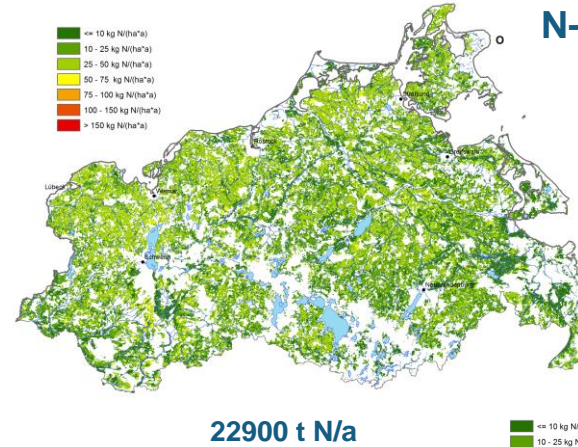 N-
<= 10 kg N/(ha*a)
10 - 25 kg N/(ha*a)
25 - 50 kg N/(ha*a)
50 - 75 kg N/(ha*a)
75 - 100 kg N/(ha*a)
100 - 150 kg N/(ha*a)
> 150 kg N/(ha*a)
Rostock
Lübeck
Wismar
Schwerin
Neubrandenburg
22900 t N/a
<= 10 kg N/
10 - 25 kg N